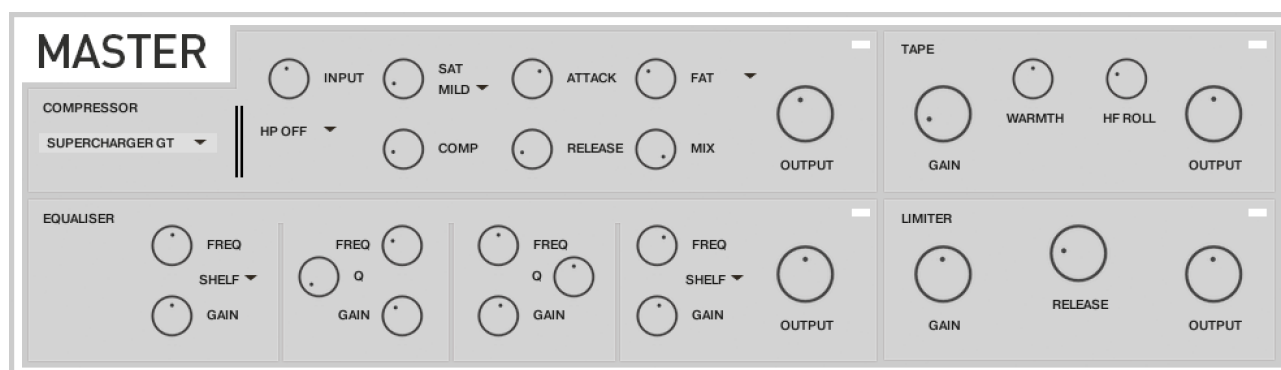 MASTER
COMPRESSOR
SUPERCHARGER GT
INPUT
SAT
MILD
ATTACK
FAT
HP OFF
COMP
RELEASE
MIX
OUTPUT
TAPE
GAIN
WARMTH
HF ROLL
OUTPUT
EQUALISER
FREQ
SHELF
GAIN
FREQ
Q
GAIN
FREQ
Q
GAIN
FREQ
SHELF
GAIN
OUTPUT
LIMITER
GAIN
RELEASE
OUTPUT